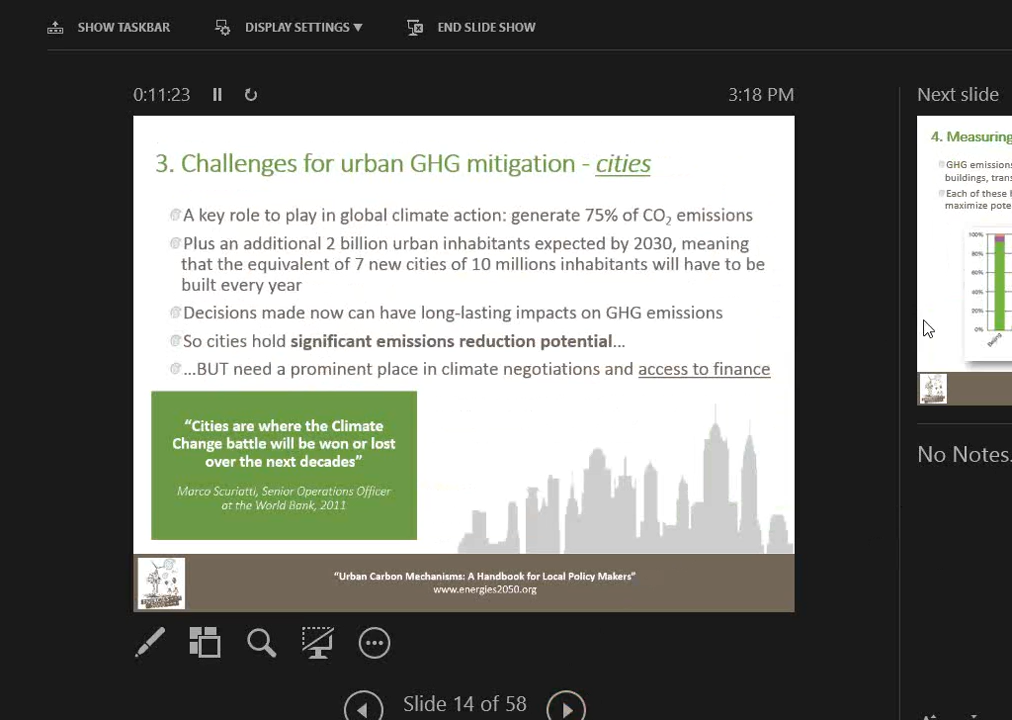 SHOW TASKBAR
DISPLAY SETTINGS ▼
END SLIDE SHOW
0:11:23
3:18 PM
3. Challenges for urban GHG mitigation - cities
A key role to play in global climate action: generate 75% of CO₂ emissions
Plus an additional 2 billion urban inhabitants expected by 2030, meaning
that the equivalent of 7 new cities of 10 millions inhabitants will have to be
built every year
Decisions made now can have long-lasting impacts on GHG emissions
So cities hold significant emissions reduction potential...
...BUT need a prominent place in climate negotiations and access to finance
“Cities are where the Climate
Change battle will be won or lost
over the next decades”
Marco Scuriatti, Senior Operations Officer
at the World Bank, 2011
“Urban Carbon Mechanisms: A Handbook for Local Policy Makers”
www.energies2050.org
Slide 14 of 58
Next slide
4. Measuring
GHG emissions
buildings, tran
Each of these
maximize pote
100%
80%
60%
40%
20%
0%
Beijing
No Notes.